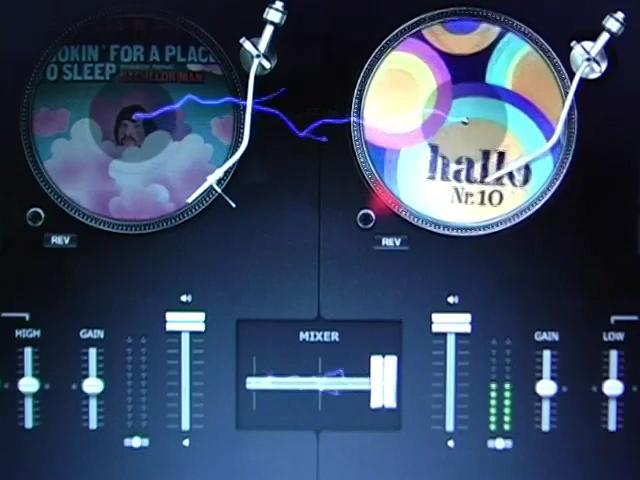 OKIN' FOR A PLACE
O SLEEP BACHELOR MAN
hallo
Nr.10
REV
REV
MIXER
HIGH
GAIN
GAIN
LOW